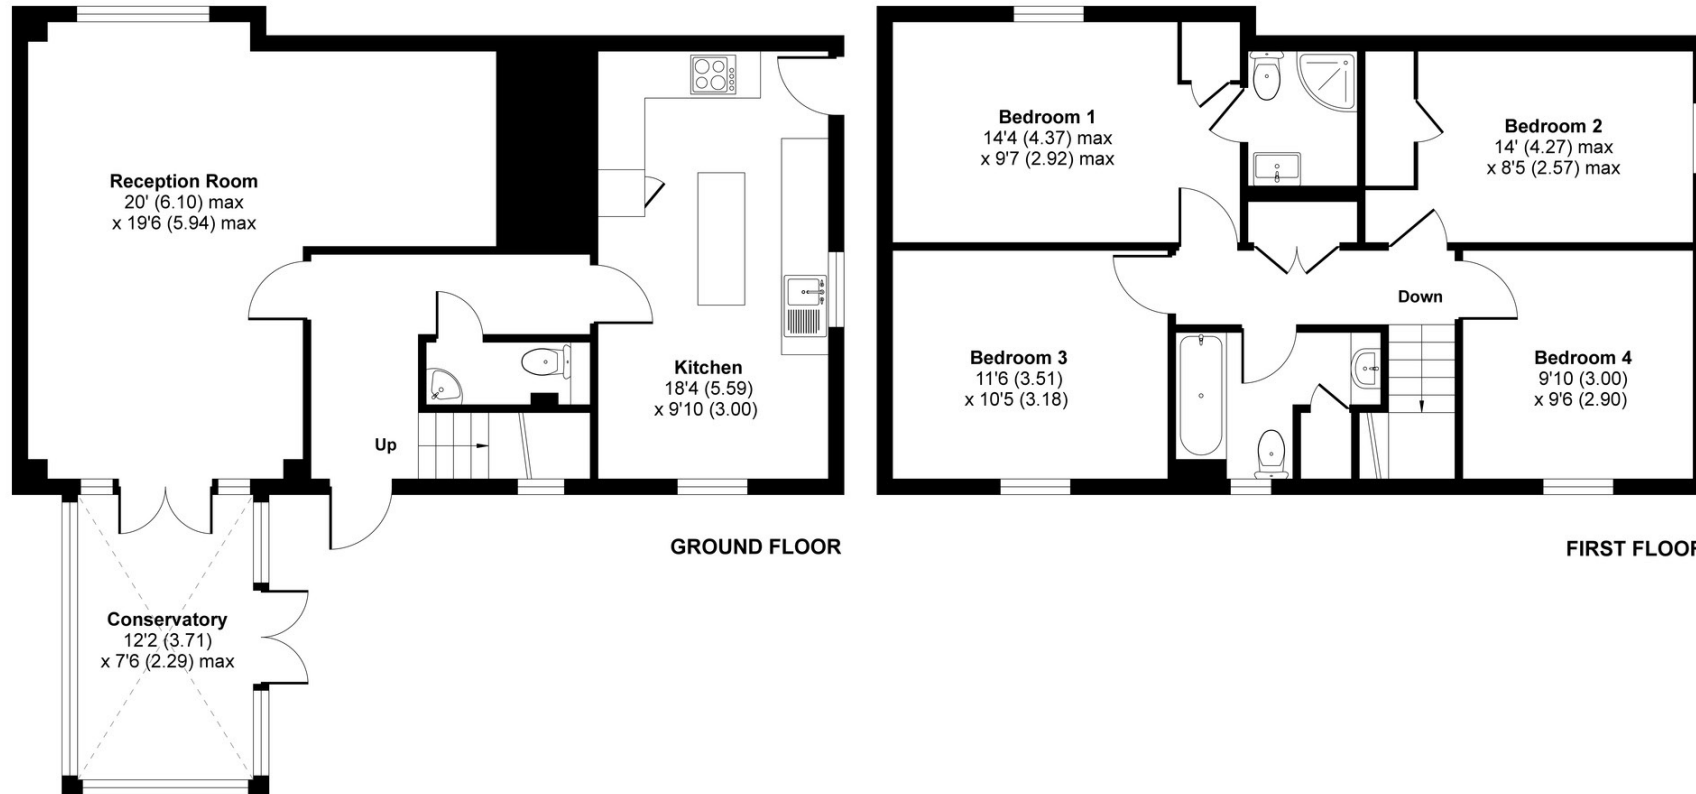 Reception Room
20' (6.10) max
x 19'6 (5.94) max
Kitchen
18'4 (5.59)
x 9'10 (3.00)
Up
Conservatory
12'2 (3.71)
x 7'6 (2.29) max
GROUND FLOOR
Bedroom 1
14'4 (4.37) max
x 9'7 (2.92) max
Bedroom 2
14' (4.27) max
x 8'5 (2.57) max
Down
Bedroom 3
11'6 (3.51)
x 10'5 (3.18)
Bedroom 4
9'10 (3.00)
x 9'6 (2.90)
FIRST FLOOR